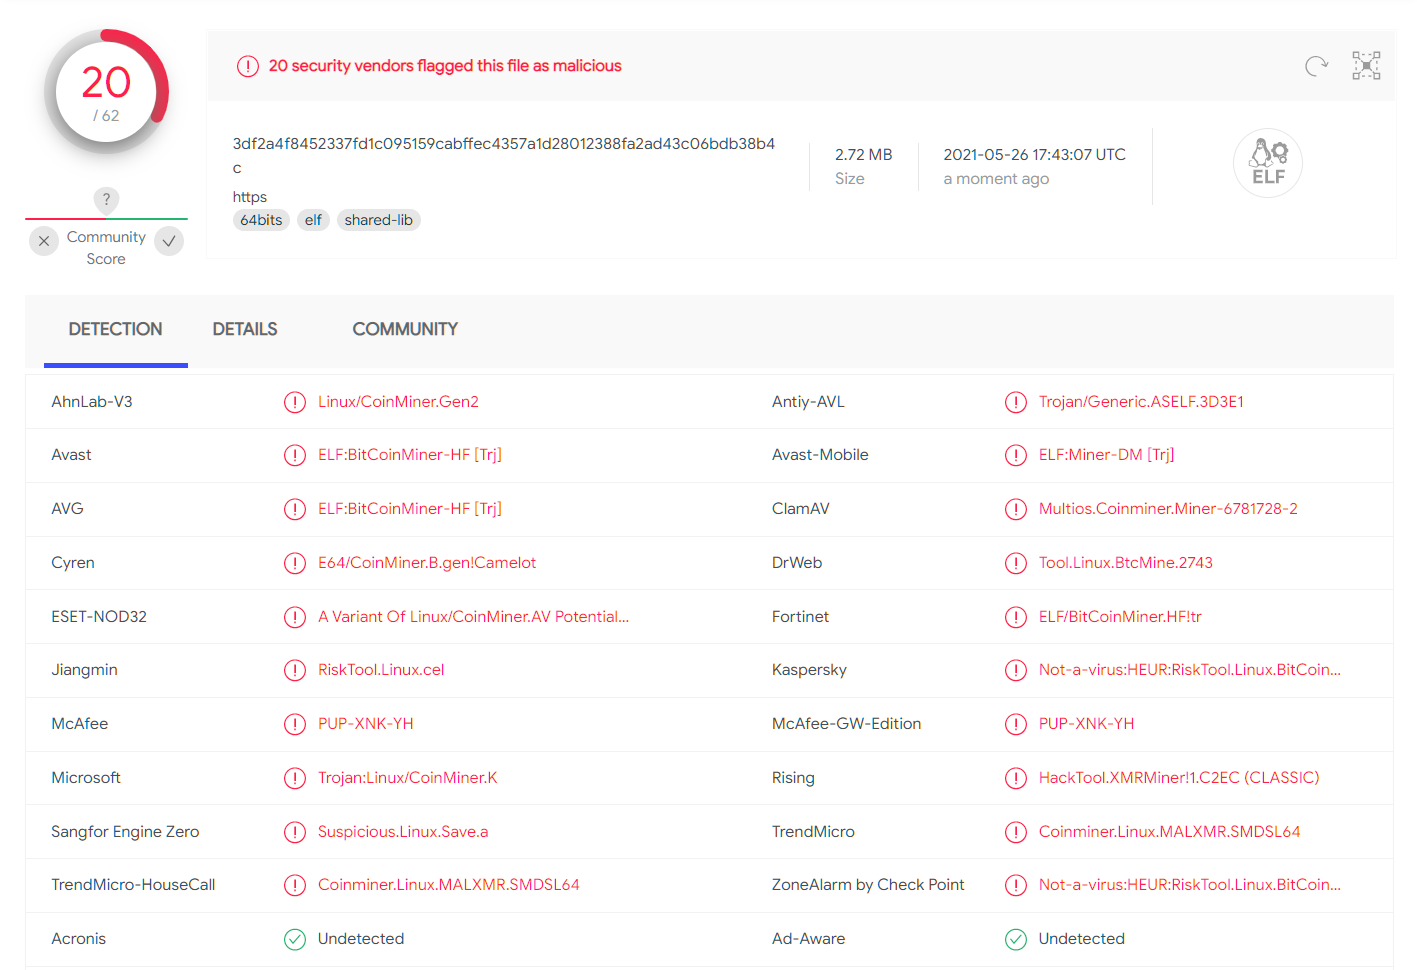 20
/ 62
?
Community
Score
20 security vendors flagged this file as malicious
3df2a4f8452337fd1c095159cabffec4357a1d28012388fa2ad43c06bdb38b4
c
https
64bits elf shared-lib
2.72 MB
Size
2021-05-26 17:43:07 UTC
a moment ago
ELF
DETECTION DETAILS COMMUNITY
AhnLab-V3 Linux/CoinMiner.Gen2 Antiy-AVL Trojan/Generic.ASELF.3D3E1
Avast ELF:BitCoinMiner-HF [Trj] Avast-Mobile ELF:Miner-DM [Trj]
AVG ELF:BitCoinMiner-HF [Trj] ClamAV Multios.Coinminer.Miner-6781728-2
Cyren E64/CoinMiner.B.gen!Camelot DrWeb Tool.Linux.BtcMine.2743
ESET-NOD32 A Variant Of Linux/CoinMiner.AV Potential... Fortinet ELF/BitCoinMiner.HF!tr
Jiangmin RiskTool.Linux.cel Kaspersky Not-a-virus:HEUR:RiskTool.Linux.BitCoin...
McAfee PUP-XNK-YH McAfee-GW-Edition PUP-XNK-YH
Microsoft Trojan:Linux/CoinMiner.K Rising HackTool.XMRMiner!1.C2EC (CLASSIC)
Sangfor Engine Zero Suspicious.Linux.Save.a TrendMicro Coinminer.Linux.MALXMR.SMDSL64
TrendMicro-HouseCall Coinminer.Linux.MALXMR.SMDSL64 ZoneAlarm by Check Point Not-a-virus:HEUR:RiskTool.Linux.BitCoin...
Acronis Undetected Ad-Aware Undetected